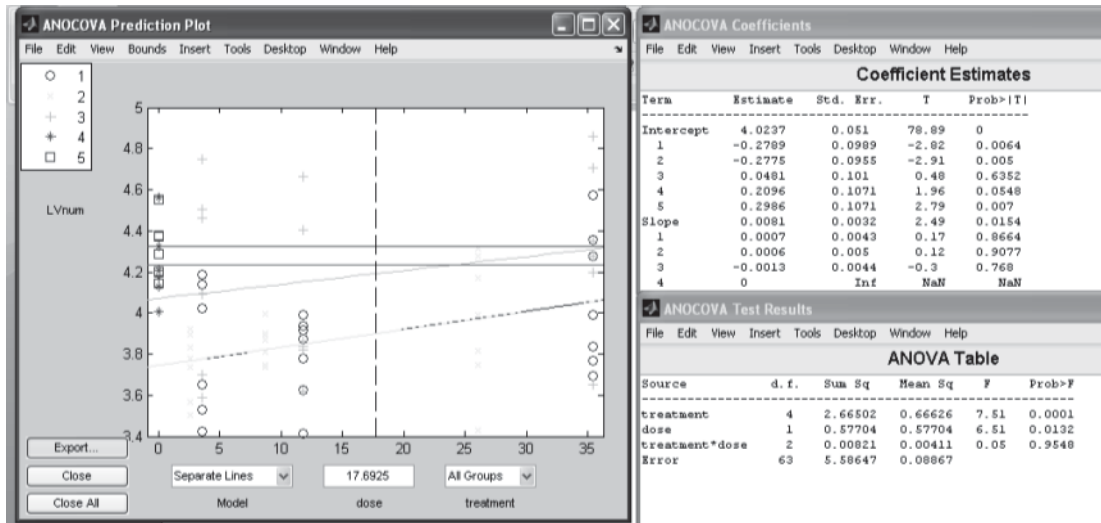 ANOCOVA Prediction Plot
File Edit View Bounds Insert Tools Desktop Window Help
1
2
3
4
5
LVnum
5
4.8
4.6
4.4
4.2
4
3.8
3.6
3.4
0 5 10 15 20 25 30 35
Export...
Close
Close All
Separate Lines
17.6925
All Groups
Model
dose
treatment
ANOCOVA Coefficients
File Edit View Insert Tools Desktop Window Help
Coefficient Estimates
Term Estimate Std. Err. T Prob>|T|
Intercept 4.0237 0.051 78.89 0
1 -0.2789 0.0989 -2.82 0.0064
2 -0.2775 0.0955 -2.91 0.005
3 0.0481 0.101 0.48 0.6352
4 0.2096 0.1071 1.96 0.0548
5 0.2986 0.1071 2.79 0.007
Slope 0.0081 0.0032 2.49 0.0154
1 0.0007 0.0043 0.17 0.8664
2 0.0006 0.005 0.12 0.9077
3 -0.0013 0.0044 -0.3 0.768
4 0 Inf NaN NaN
ANOCOVA Test Results
File Edit View Insert Tools Desktop Window Help
ANOVA Table
Source d.f. Sum Sq Mean Sq F Prob>F
treatment 4 2.66502 0.66626 7.51 0.0001
dose 1 0.57704 0.57704 6.51 0.0132
treatment*dose 2 0.00821 0.00411 0.05 0.9548
Error 63 5.58647 0.08867